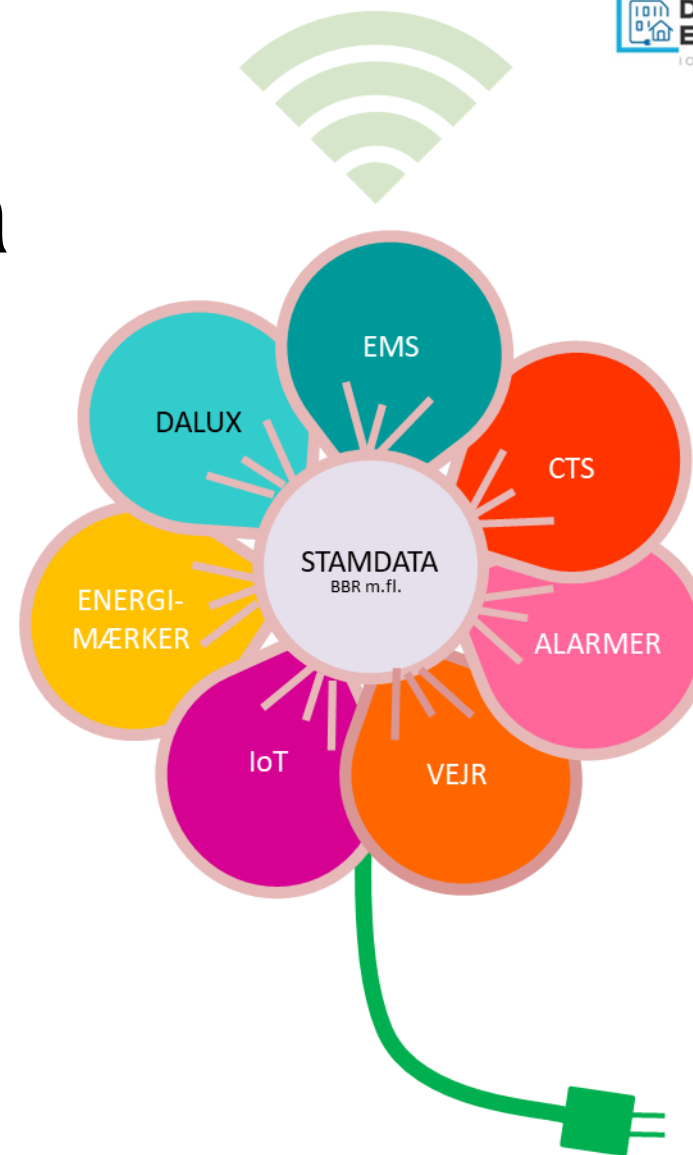 EMS
DALUX
CTS
STAMDATA
BBR m.fl.
ENERGI-
MÆRKER
ALARMER
IoT
VEJR